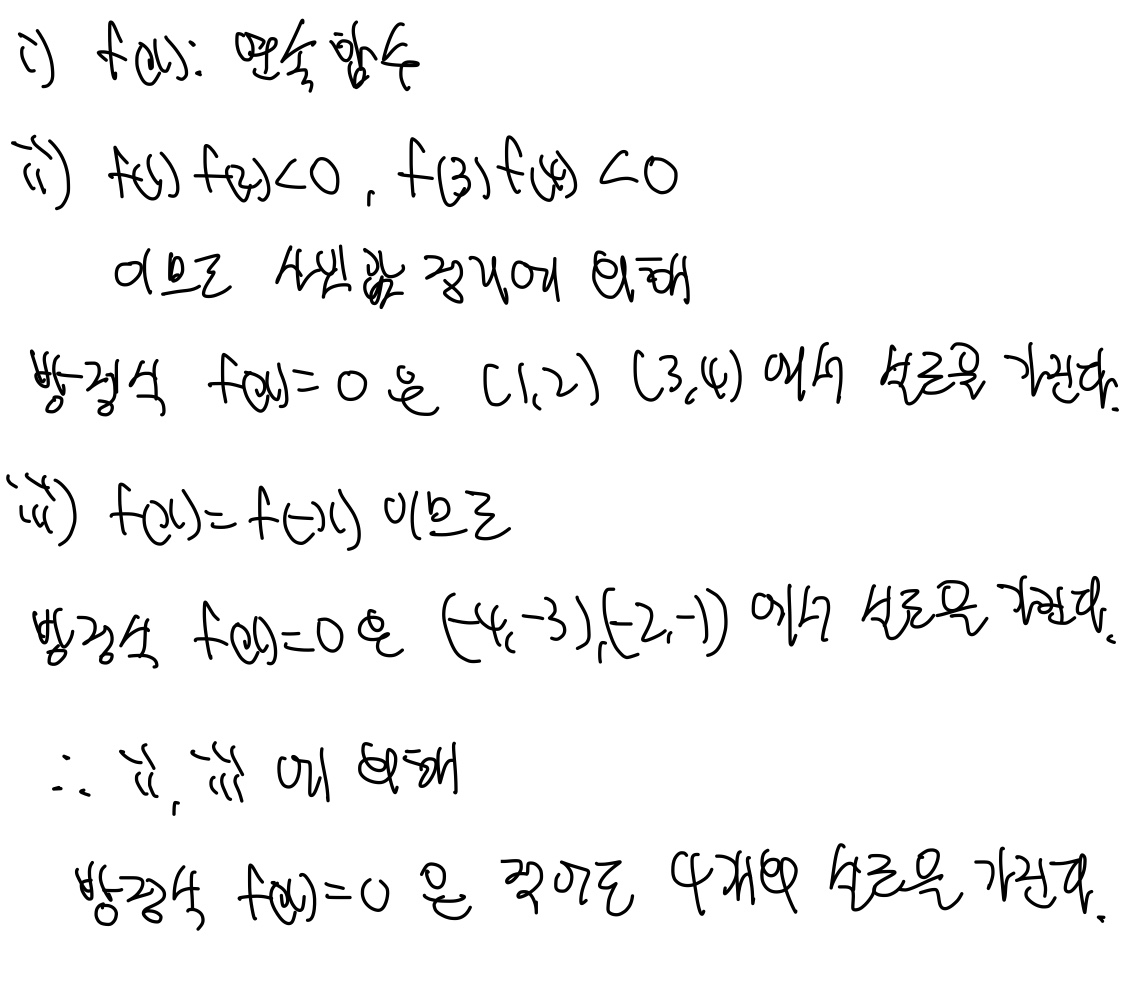 i) f(x): 연속함수
ii) f(1)f(2)<0, f(3)f(4)<0
이므로 사잇값 정리에 의해
방정식 f(x)=0 은 (1,2) (3,4) 에서 실근을 가진다.
iii) f(x)=f(-x) 이므로
방정식 f(x)=0 은 (-4,-3),(-2,-1) 에서 실근을 가진다.
∴ ii, iii 에 의해
방정식 f(x)=0 은 적어도 4개의 실근을 가진다.